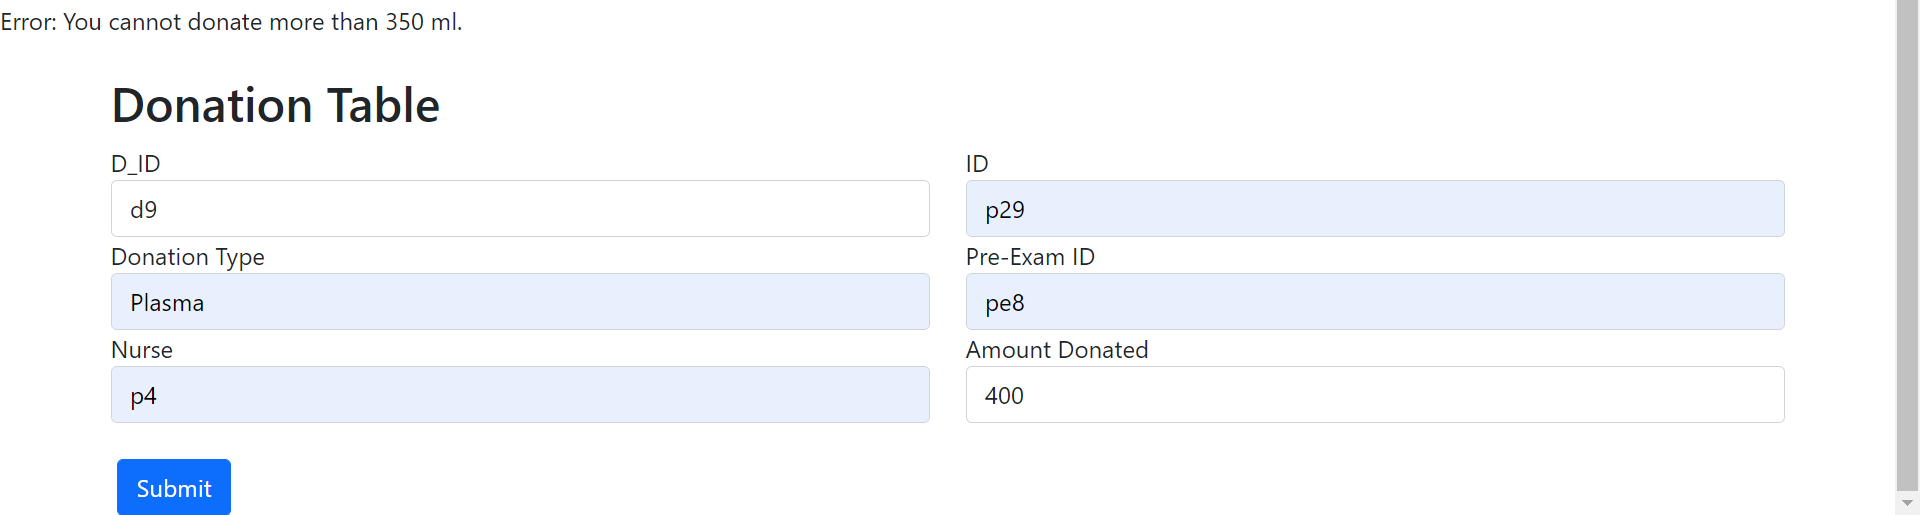 Error: You cannot donate more than 350 ml.
Donation Table
D_ID
ID
d9
p29
Donation Type
Pre-Exam ID
Plasma
pe8
Nurse
Amount Donated
p4
400
Submit